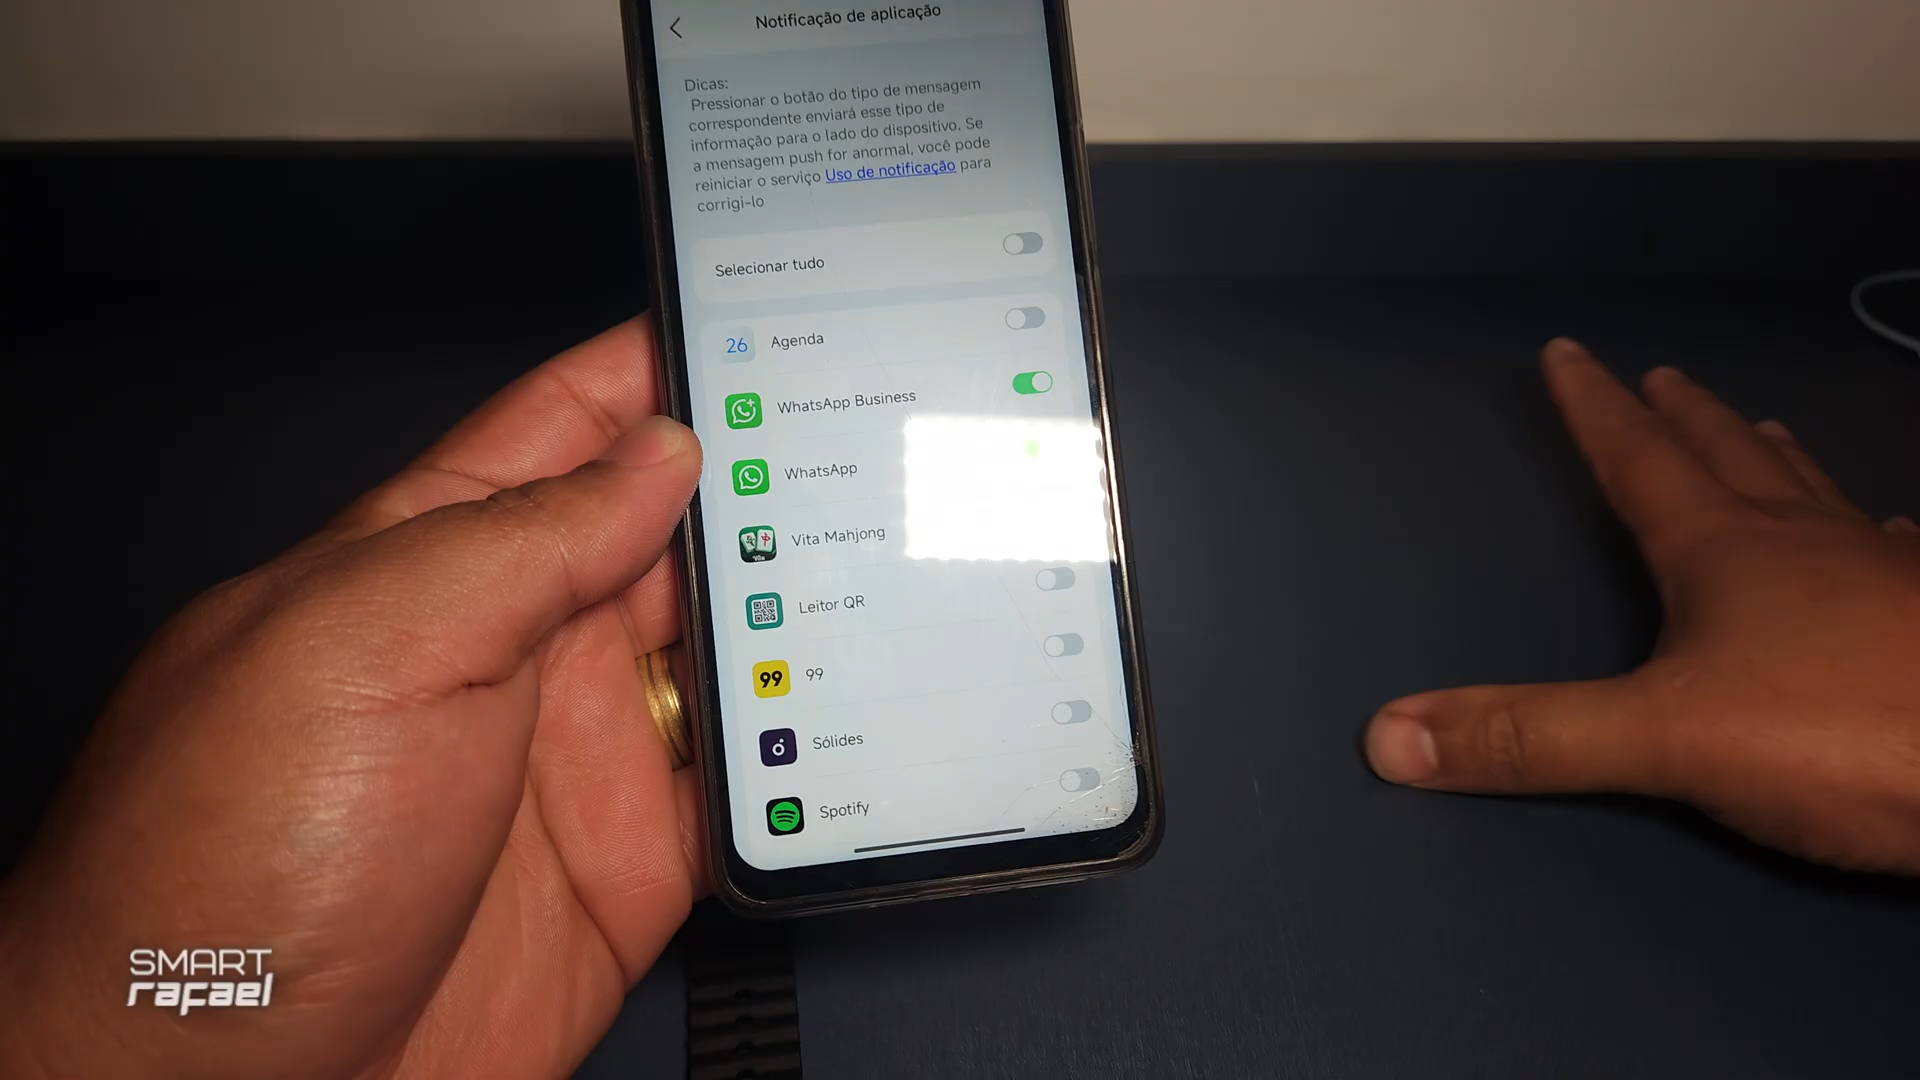 Notificação de aplicação
Dicas:
Pressionar o botão do tipo de mensagem
correspondente enviará esse tipo de
informação para o lado do dispositivo. Se
a mensagem push for anormal, você pode
reiniciar o serviço Uso de notificação para
corrigi-lo
Selecionar tudo
26 Agenda
WhatsApp Business
WhatsApp
Vita Mahjong
Leitor QR
99 99
Sólides
Spotify
SMART
rafael